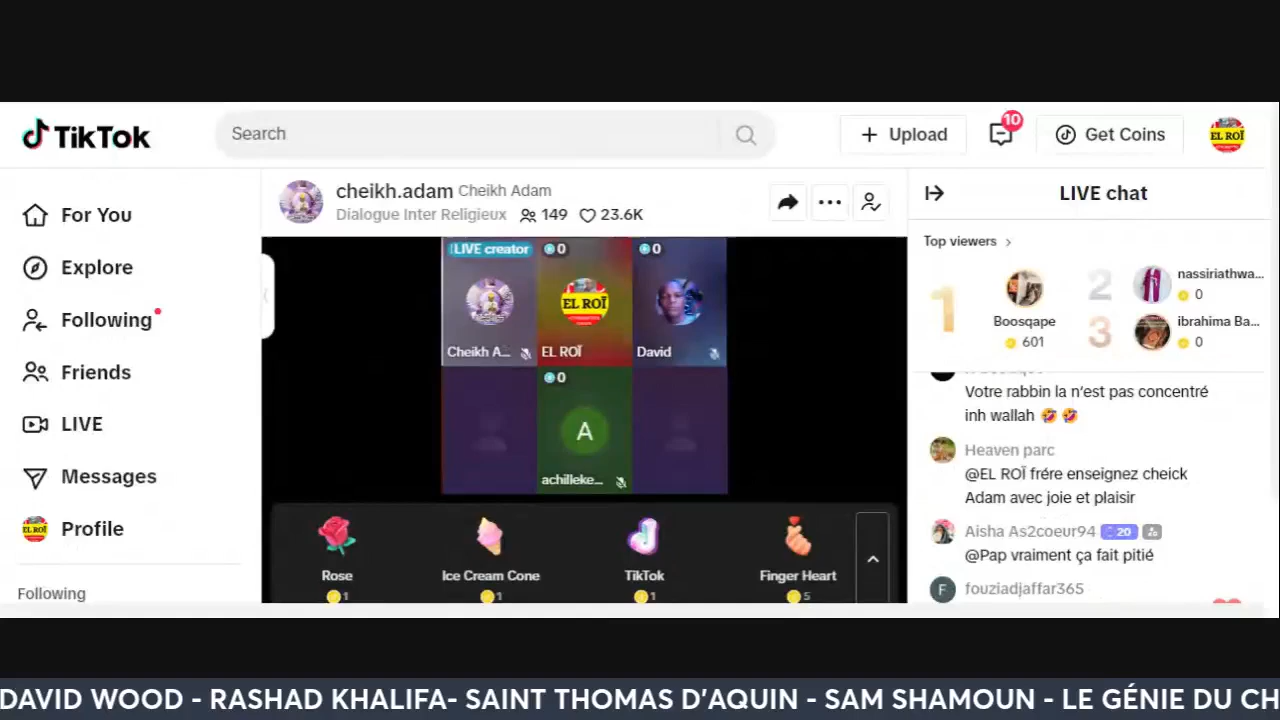 TikTok
Search
Upload
10
Get Coins
EL ROÏ
For You
Explore
Following
Friends
LIVE
Messages
Profile
Following
cheikh.adam Cheikh Adam
Dialogue Inter Religieux 149 23.6K
LIVE creator
0
0
EL ROÏ
Cheikh A...
EL ROÏ
David
0
A
achilleke...
Rose
1
Ice Cream Cone
1
TikTok
1
Finger Heart
5
LIVE chat
Top viewers
1
Boosqape
601
2
nassiriathwa...
0
3
ibrahima Ba...
0
Votre rabbin la n'est pas concentré
inh wallah 🤣 🤣
Heaven parc
@EL ROÏ frére enseignez cheick
Adam avec joie et plaisir
Aisha As2coeur94 20
@Pap vraiment ça fait pitié
F
fouziadjaffar365
DAVID WOOD - RASHAD KHALIFA- SAINT THOMAS D'AQUIN - SAM SHAMOUN - LE GÉNIE DU CH